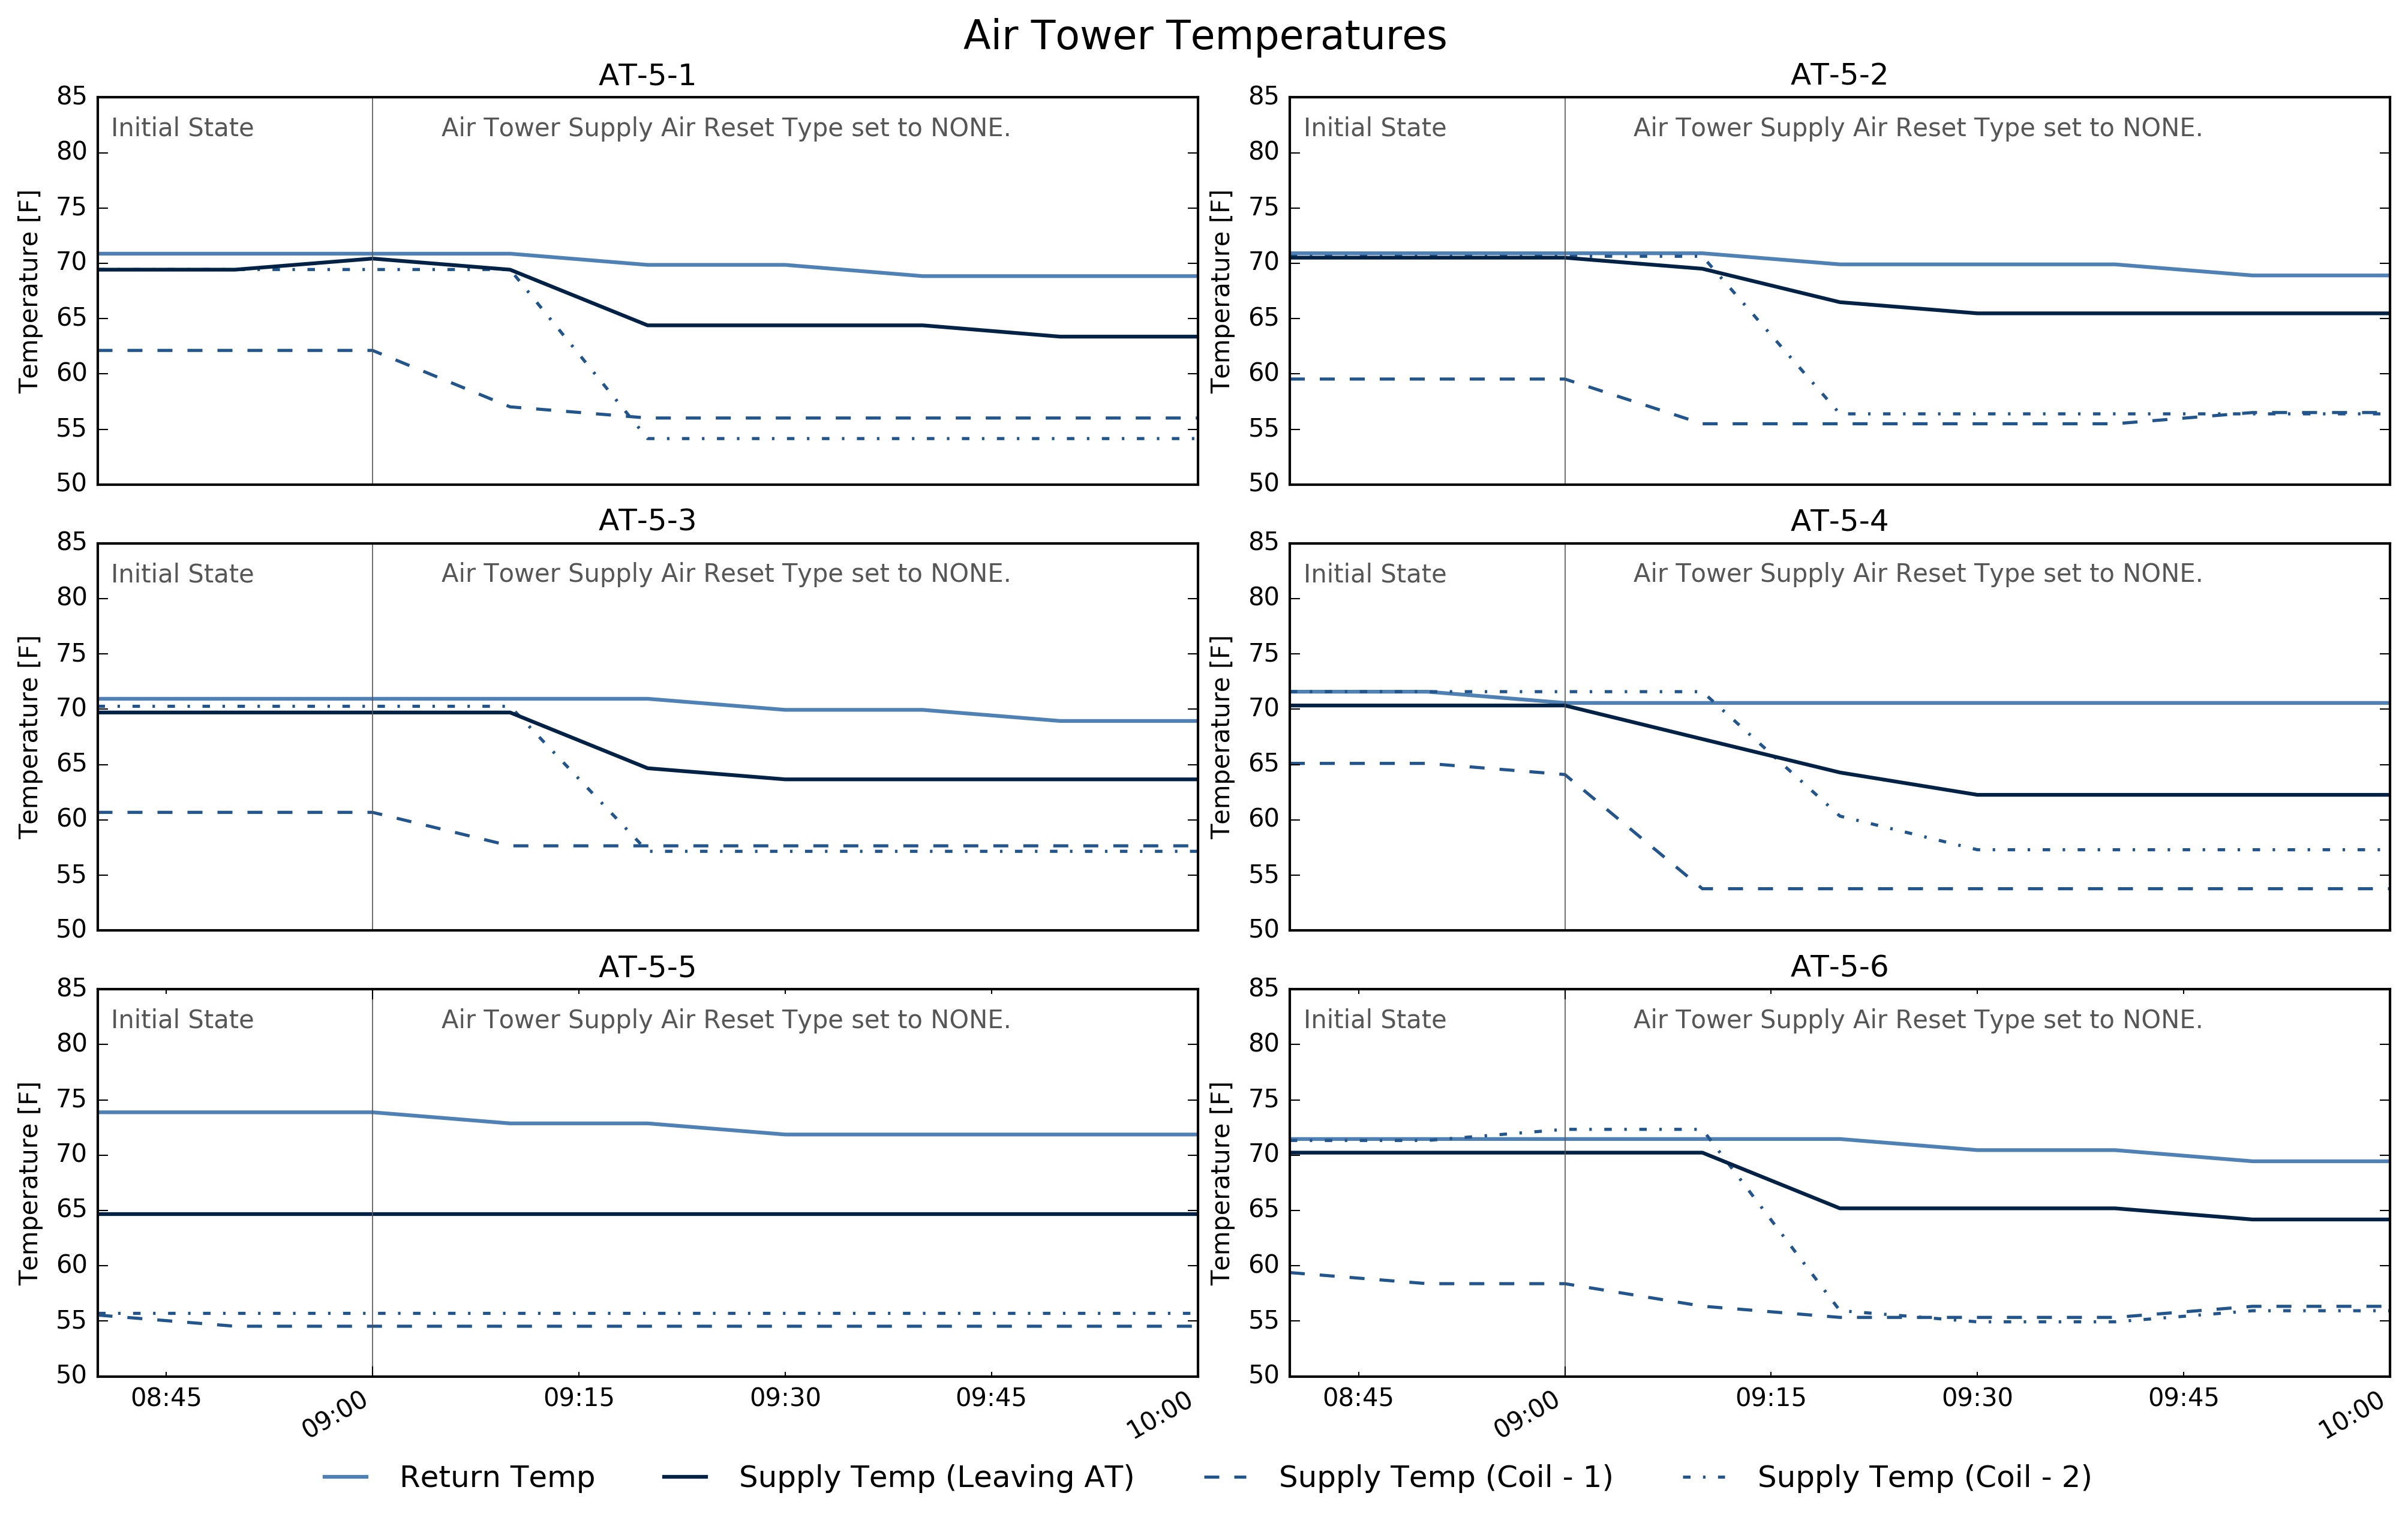 Air Tower Temperatures
AT-5-1
85
80
75
70
65
60
55
50
Temperature [F]
Initial State
Air Tower Supply Air Reset Type set to NONE.
AT-5-2
85
80
75
70
65
60
55
50
Temperature [F]
Initial State
Air Tower Supply Air Reset Type set to NONE.
AT-5-3
85
80
75
70
65
60
55
50
Temperature [F]
Initial State
Air Tower Supply Air Reset Type set to NONE.
AT-5-4
85
80
75
70
65
60
55
50
Temperature [F]
Initial State
Air Tower Supply Air Reset Type set to NONE.
AT-5-5
85
80
75
70
65
60
55
50
Temperature [F]
Initial State
Air Tower Supply Air Reset Type set to NONE.
08:45 09:00 09:15 09:30 09:45 10:00
AT-5-6
85
80
75
70
65
60
55
50
Temperature [F]
Initial State
Air Tower Supply Air Reset Type set to NONE.
08:45 09:00 09:15 09:30 09:45 10:00
Return Temp Supply Temp (Leaving AT) Supply Temp (Coil - 1) Supply Temp (Coil - 2)